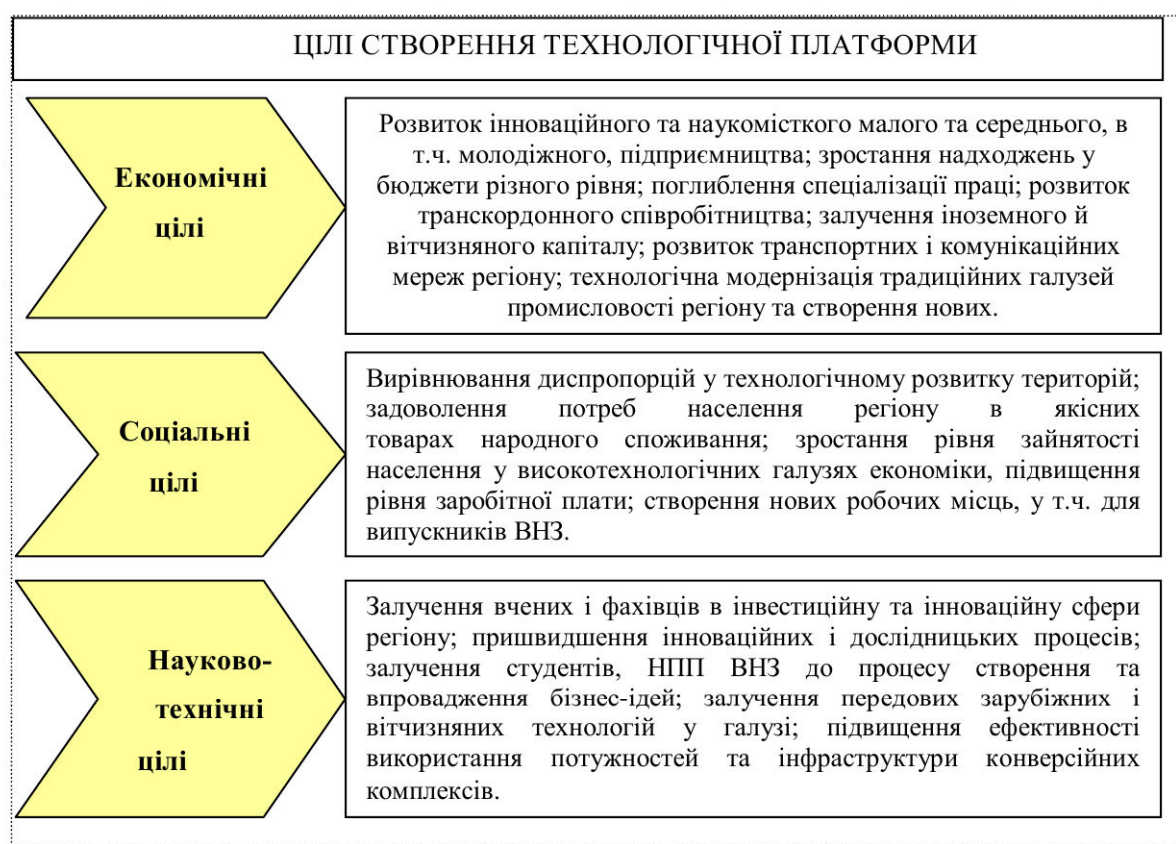 ЦІЛІ СТВОРЕННЯ ТЕХНОЛОГІЧНОЇ ПЛАТФОРМИ
Економічні
цілі
Розвиток інноваційного та наукомісткого малого та середнього, в
т.ч. молодіжного, підприємництва; зростання надходжень у
бюджети різного рівня; поглиблення спеціалізації праці; розвиток
транскордонного співробітництва; залучення іноземного й
вітчизняного капіталу; розвиток транспортних і комунікаційних
мереж регіону; технологічна модернізація традиційних галузей
промисловості регіону та створення нових.
Соціальні
цілі
Вирівнювання диспропорцій у технологічному розвитку територій;
задоволення потреб населення регіону в якісних
товарах народного споживання; зростання рівня зайнятості
населення у високотехнологічних галузях економіки, підвищення
рівня заробітної плати; створення нових робочих місць, у т.ч. для
випускників ВНЗ.
Науково-
технічні
цілі
Залучення вчених і фахівців в інвестиційну та інноваційну сфери
регіону; пришвидшення інноваційних і дослідницьких процесів;
залучення студентів, НПП ВНЗ до процесу створення та
впровадження бізнес-ідей; залучення передових зарубіжних і
вітчизняних технологій у галузі; підвищення ефективності
використання потужностей та інфраструктури конверсійних
комплексів.